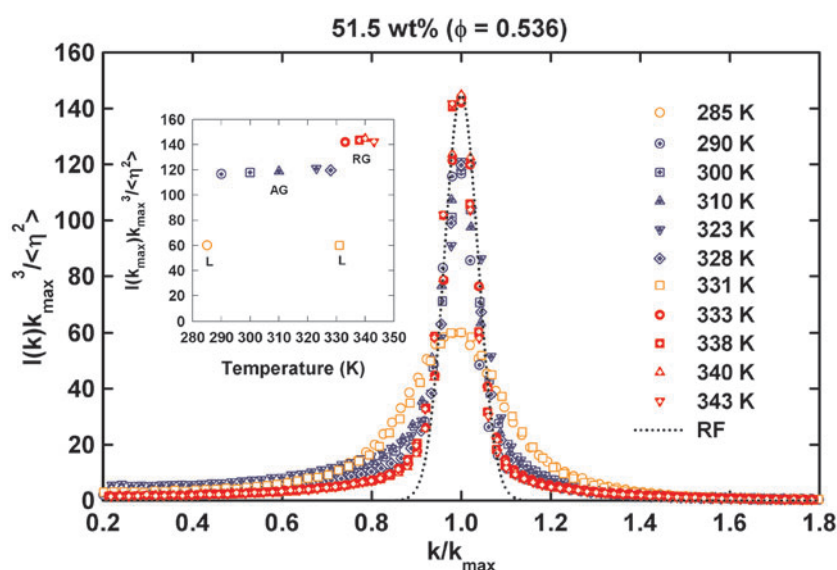 51.5 wt% (ϕ = 0.536)
I(k)k_max^3/<η^2>
160
140
120
100
80
60
40
20
0
0.2 0.4 0.6 0.8 1.0 1.2 1.4 1.6 1.8
k/k_max
I(k_max)k_max^3/<η^2>
160
140
120
100
80
60
40
20
0
280 290 300 310 320 330 340 350
Temperature (K)
RG
AG
L
L
285 K
290 K
300 K
310 K
323 K
328 K
331 K
333 K
338 K
340 K
343 K
RF